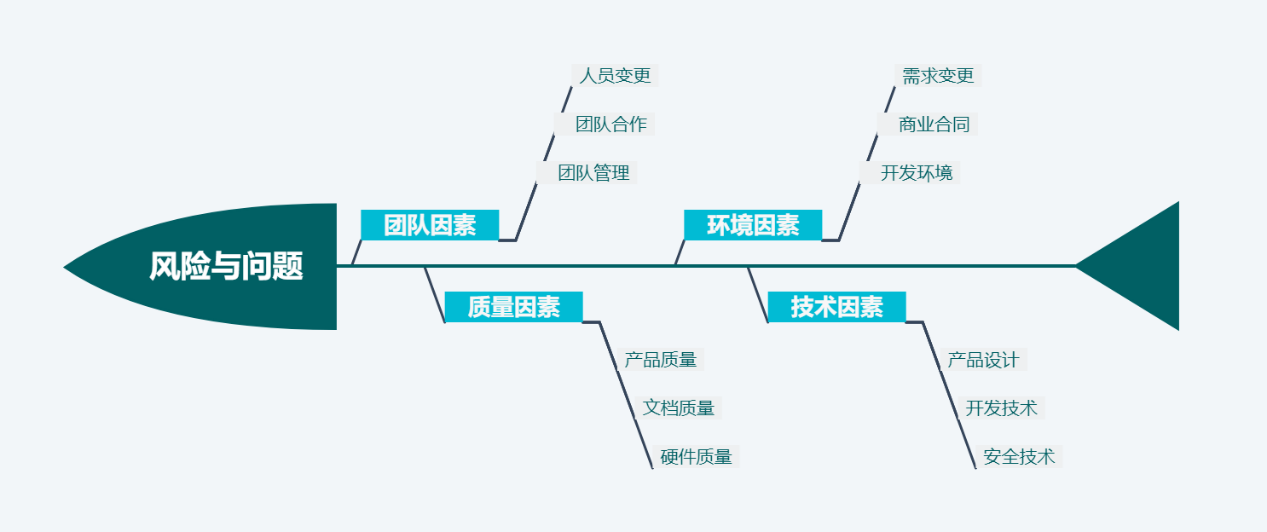 风险与问题
团队因素
人员变更
团队合作
团队管理
环境因素
需求变更
商业合同
开发环境
质量因素
产品质量
文档质量
硬件质量
技术因素
产品设计
开发技术
安全技术